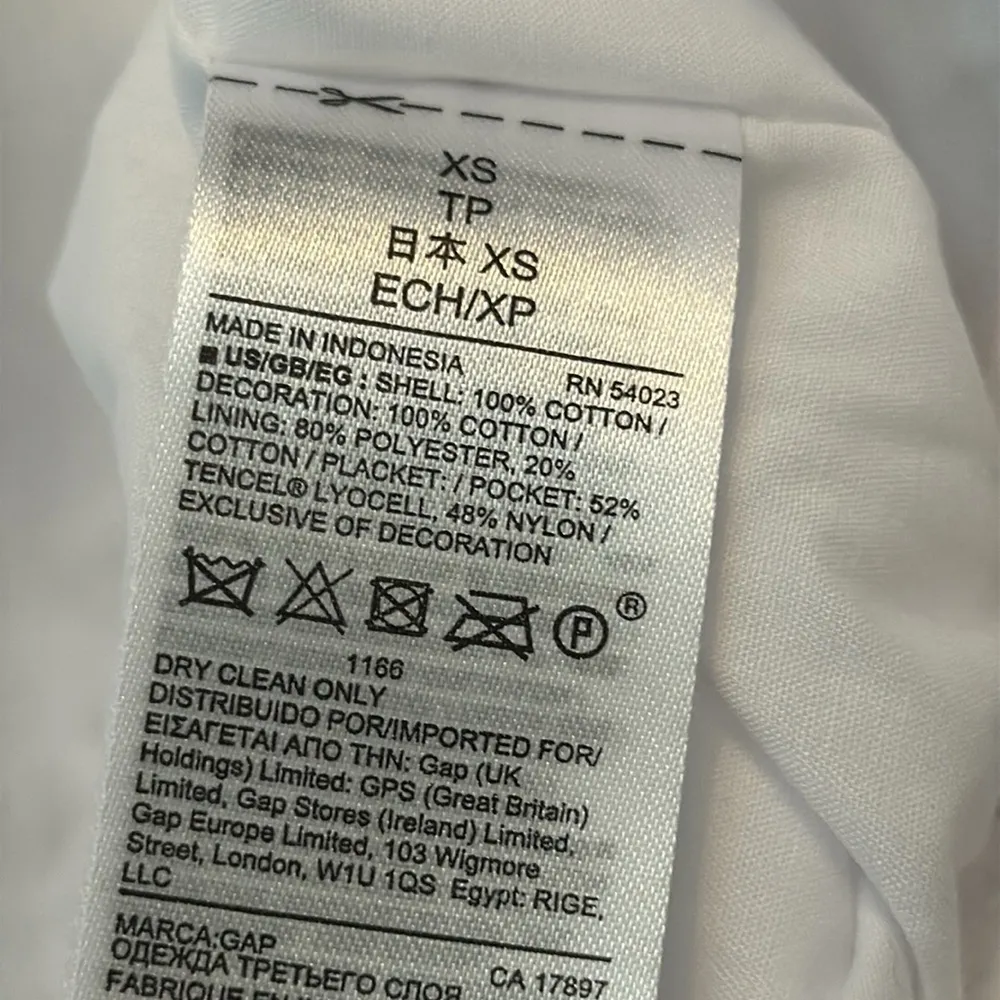 XS
TP
日本 XS
ECH/XP
MADE IN INDONESIA
RN 54023
■ US/GB/EG : SHELL: 100% COTTON /
DECORATION: 100% COTTON /
LINING: 80% POLYESTER, 20%
COTTON / PLACKET: / POCKET: 52%
TENCEL® LYOCELL, 48% NYLON /
EXCLUSIVE OF DECORATION
P ®
1166
DRY CLEAN ONLY
DISTRIBUIDO POR/IMPORTED FOR/
ΕΙΣΑΓΕΤΑΙ ΑΠΟ ΤΗΝ: Gap (UK
Holdings) Limited: GPS (Great Britain)
Limited, Gap Stores (Ireland) Limited,
Gap Europe Limited, 103 Wigmore
Street, London, W1U 1QS Egypt: RIGE,
LLC
MARCA:GAP
CA 17897
ОДЕЖДА ТРЕТЬЕГО СЛОЯ
FABRIQUE EN